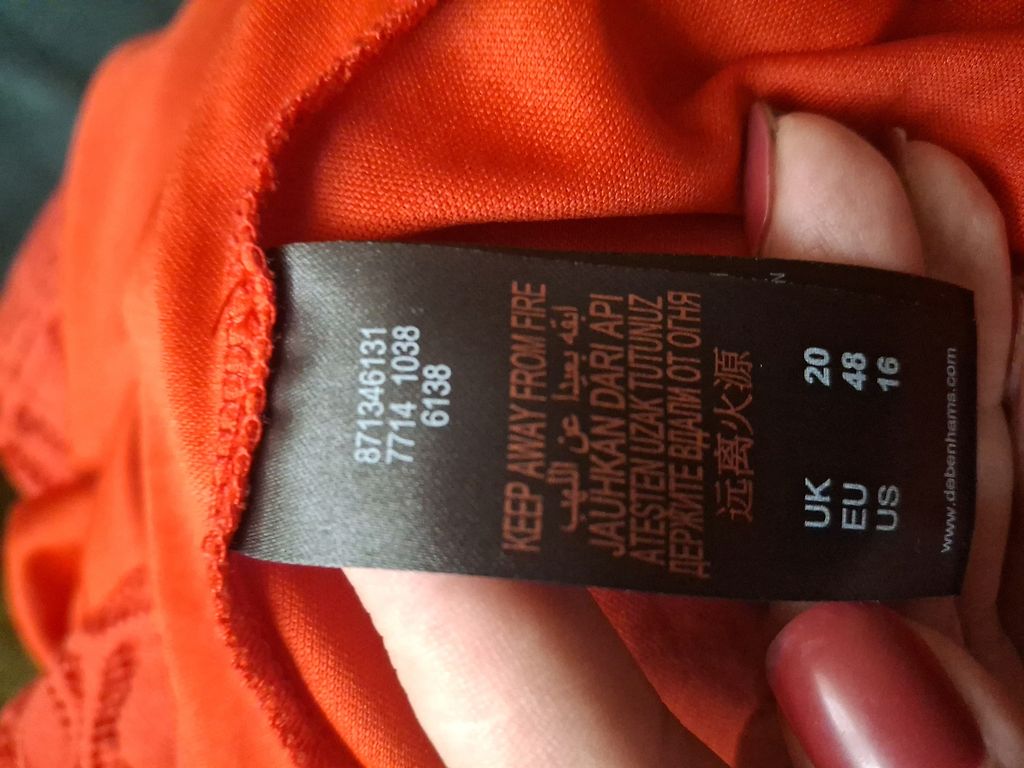 871346131
7714 1038
6138
KEEP AWAY FROM FIRE
ابقه بعيدا عن اللهب
JAUHKAN DARI API
ATESTEN UZAK TUTUNUZ
ДЕРЖИТЕ ВДАЛИ ОТ ОГНЯ
远离火源
UK 20
EU 48
US 16
www.debenhams.com